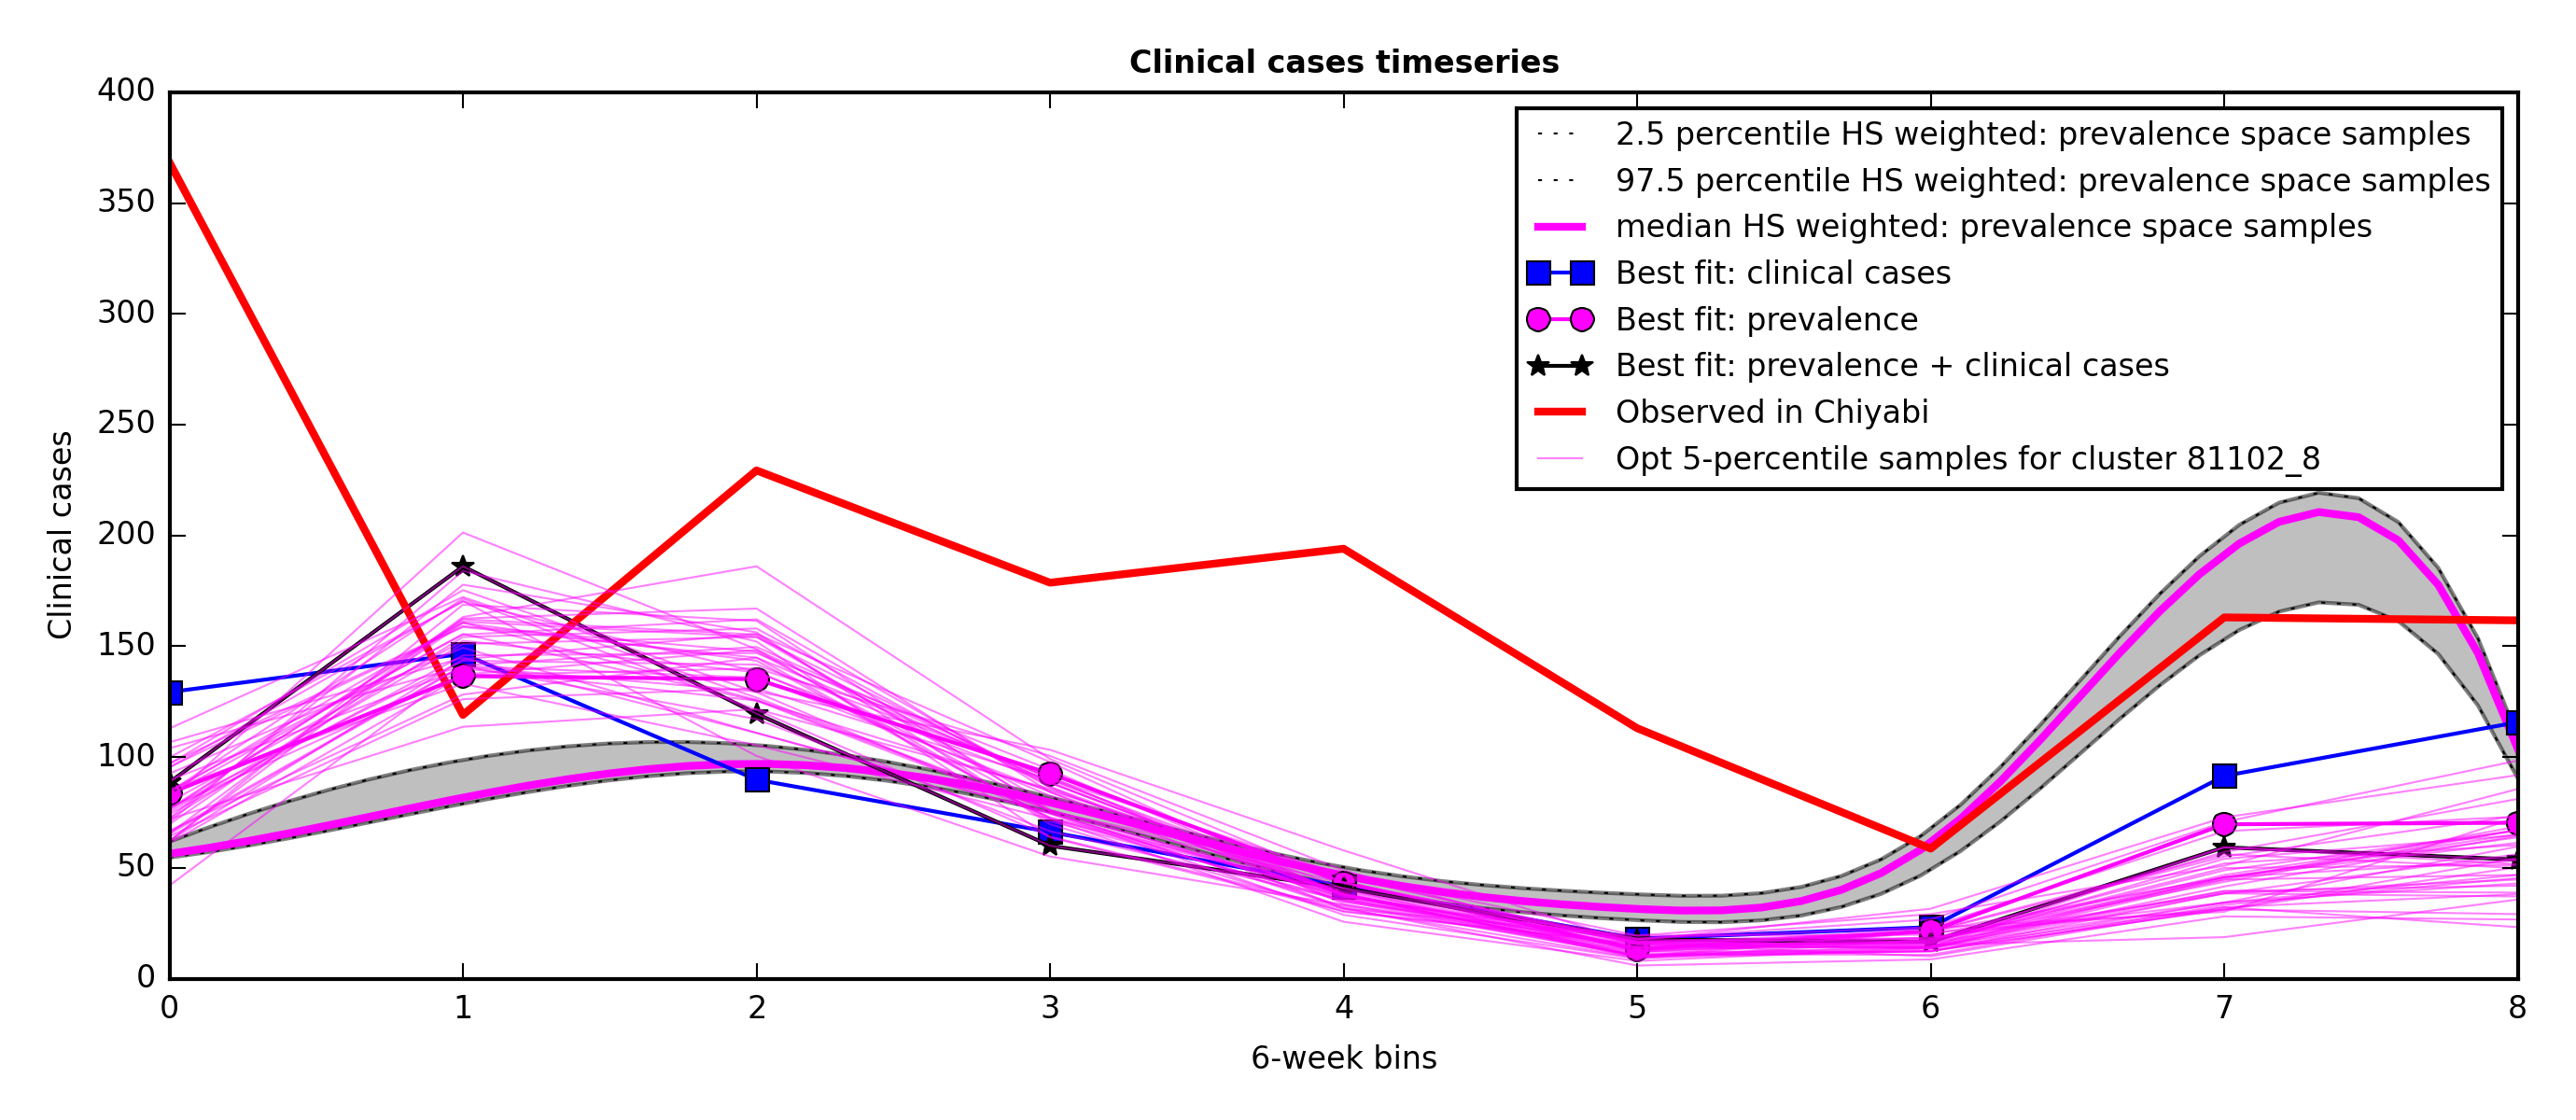 Clinical cases timeseries
400
350
300
250
200
150
100
50
0
Clinical cases
2.5 percentile HS weighted: prevalence space samples
97.5 percentile HS weighted: prevalence space samples
median HS weighted: prevalence space samples
Best fit: clinical cases
Best fit: prevalence
Best fit: prevalence + clinical cases
Observed in Chiyabi
Opt 5-percentile samples for cluster 81102_8
0 1 2 3 4 5 6 7 8
6-week bins